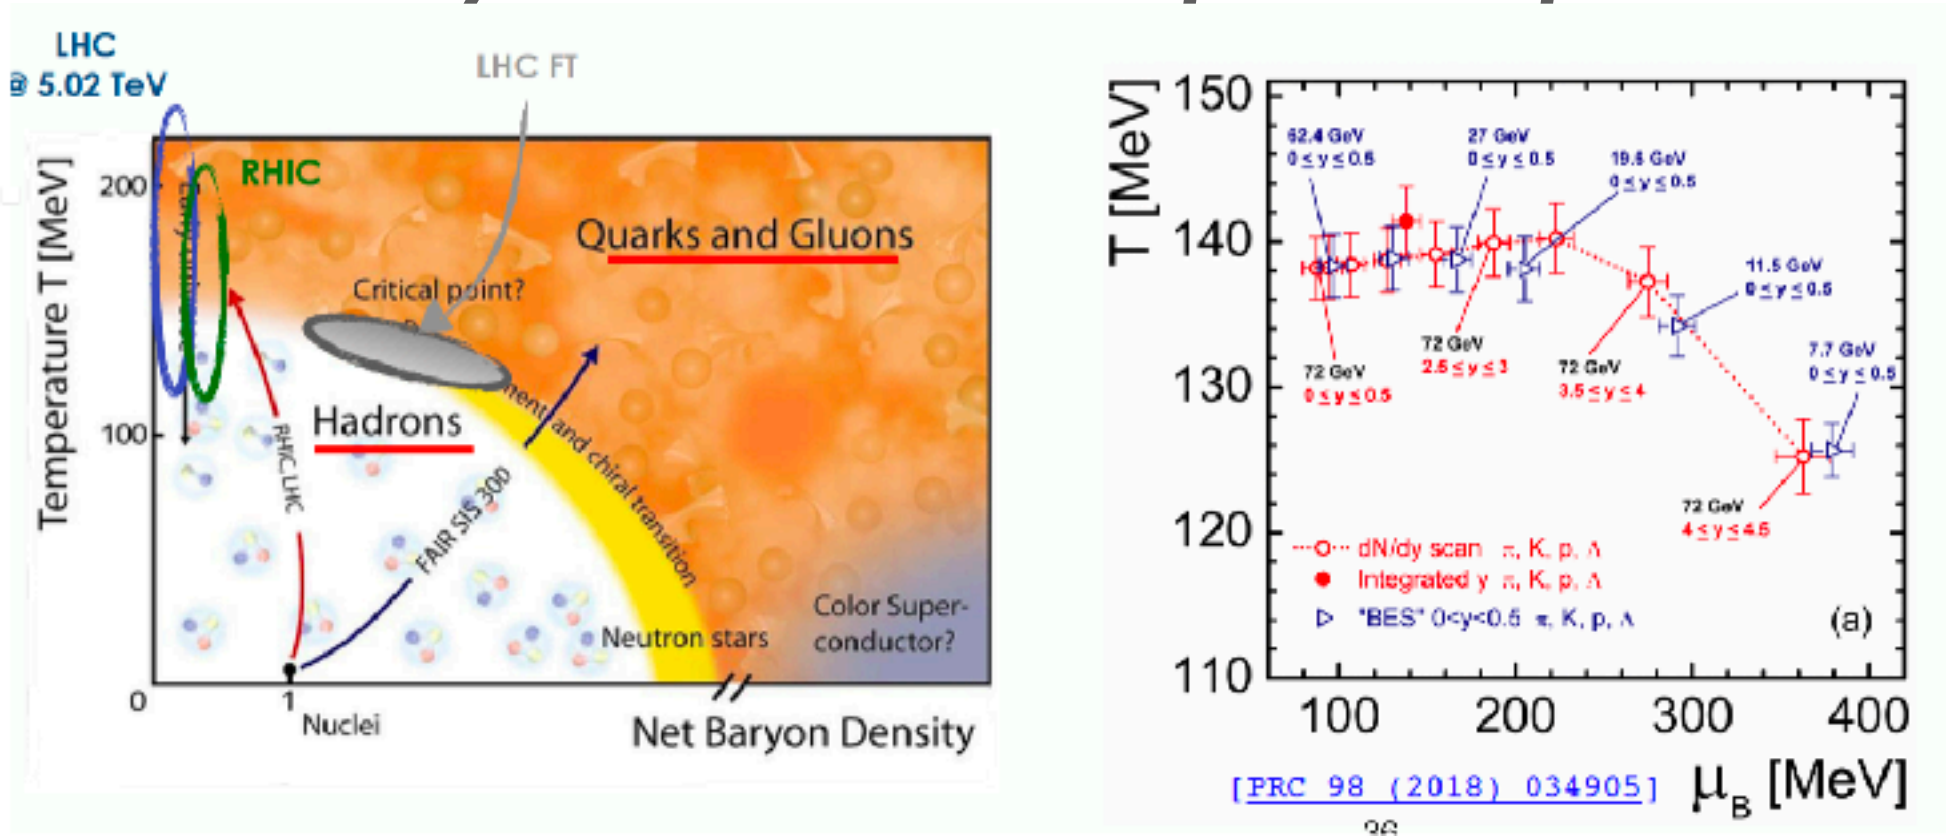 LHC
@ 5.02 TeV
LHC FT
RHIC
Temperature T [MeV]
200
100
0
1
Quarks and Gluons
Critical point?
Hadrons
RHIC, LHC
FAIR SIS 300
and chiral transition
Neutron stars
Color Super-
conductor?
Nuclei
Net Baryon Density
T [MeV]
150
140
130
120
110
62.4 GeV
0 ≤ y ≤ 0.5
27 GeV
0 ≤ y ≤ 0.5
19.6 GeV
0 ≤ y ≤ 0.5
11.5 GeV
0 ≤ y ≤ 0.5
7.7 GeV
0 ≤ y ≤ 0.5
72 GeV
0 ≤ y ≤ 0.5
72 GeV
2.5 ≤ y ≤ 3
72 GeV
3.5 ≤ y ≤ 4
72 GeV
4 ≤ y ≤ 4.5
dN/dy scan π, K, p, Λ
Integrated y π, K, p, Λ
"BES" 0<y<0.5 π, K, p, Λ
(a)
100 200 300 400
μB [MeV]
[PRC 98 (2018) 034905]